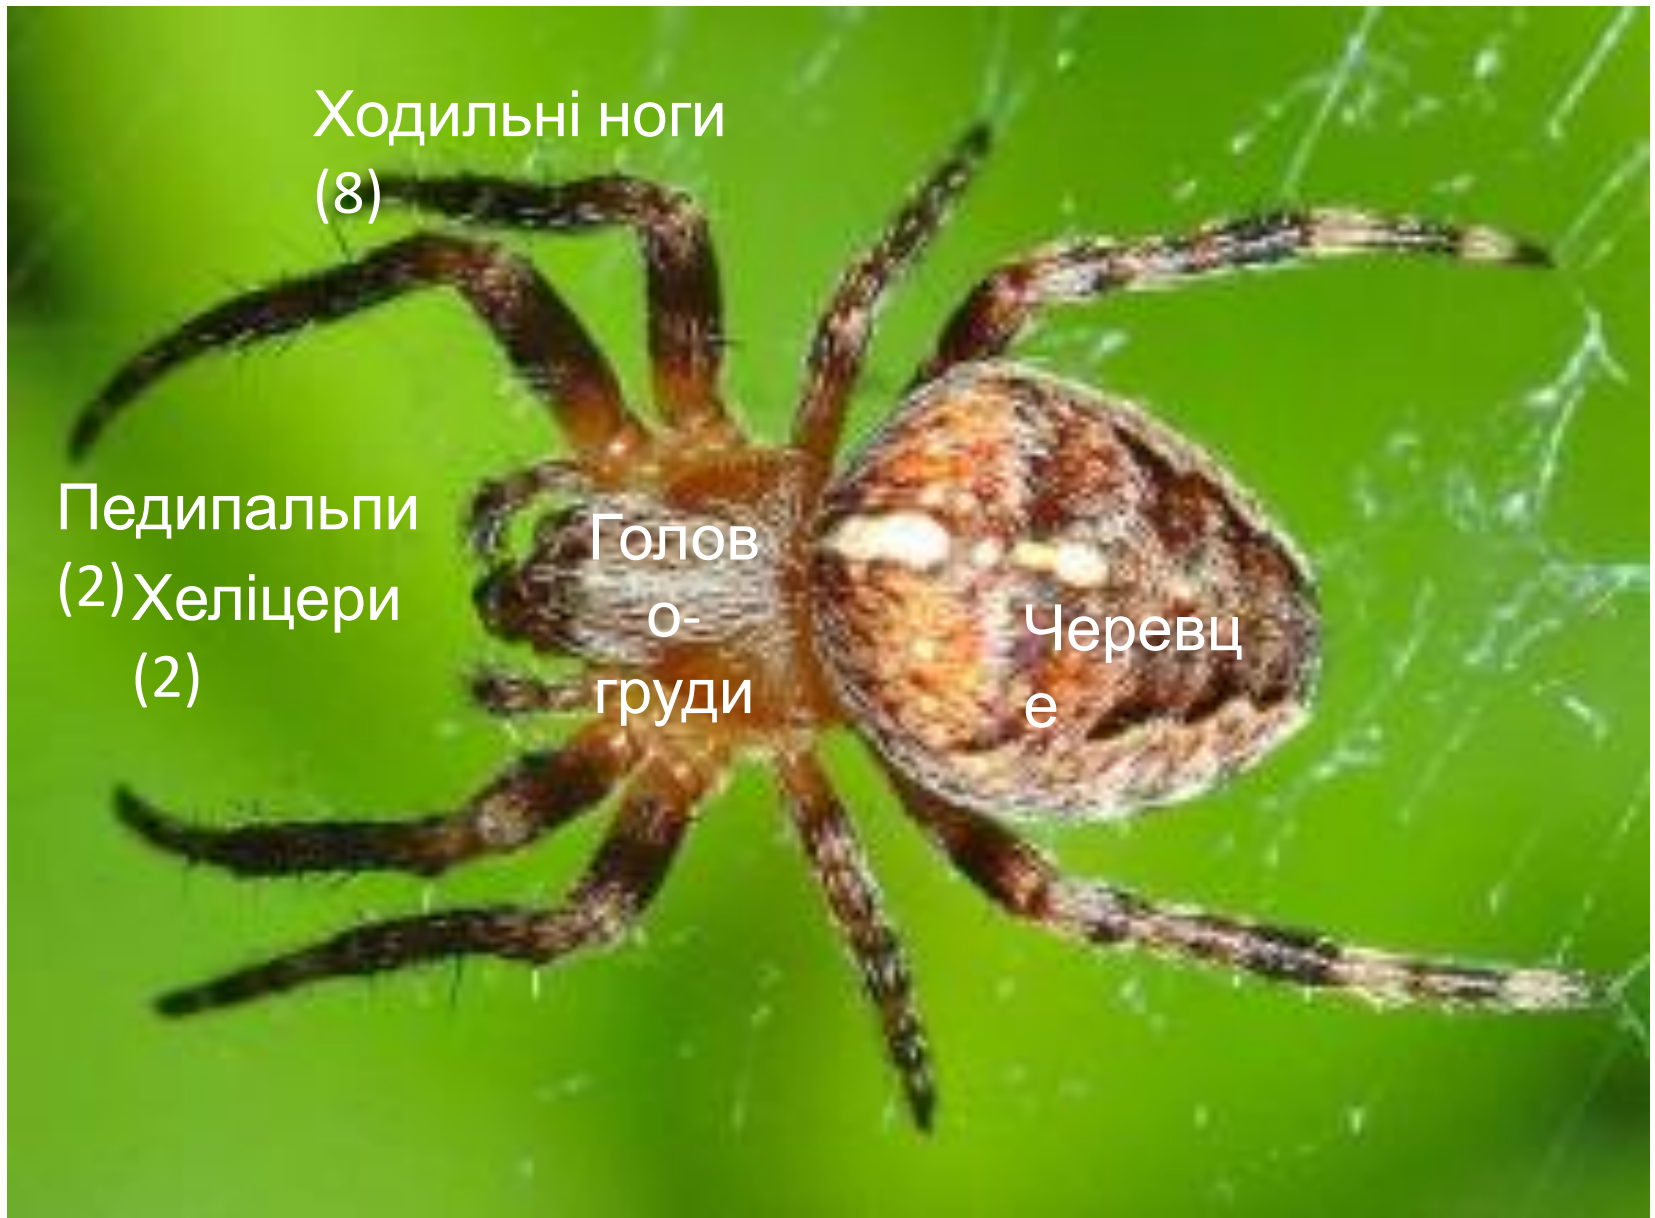 Ходильні ноги
(8)
Педипальпи
(2)
Хеліцери
(2)
Голов
о-
груди
Черевц
е